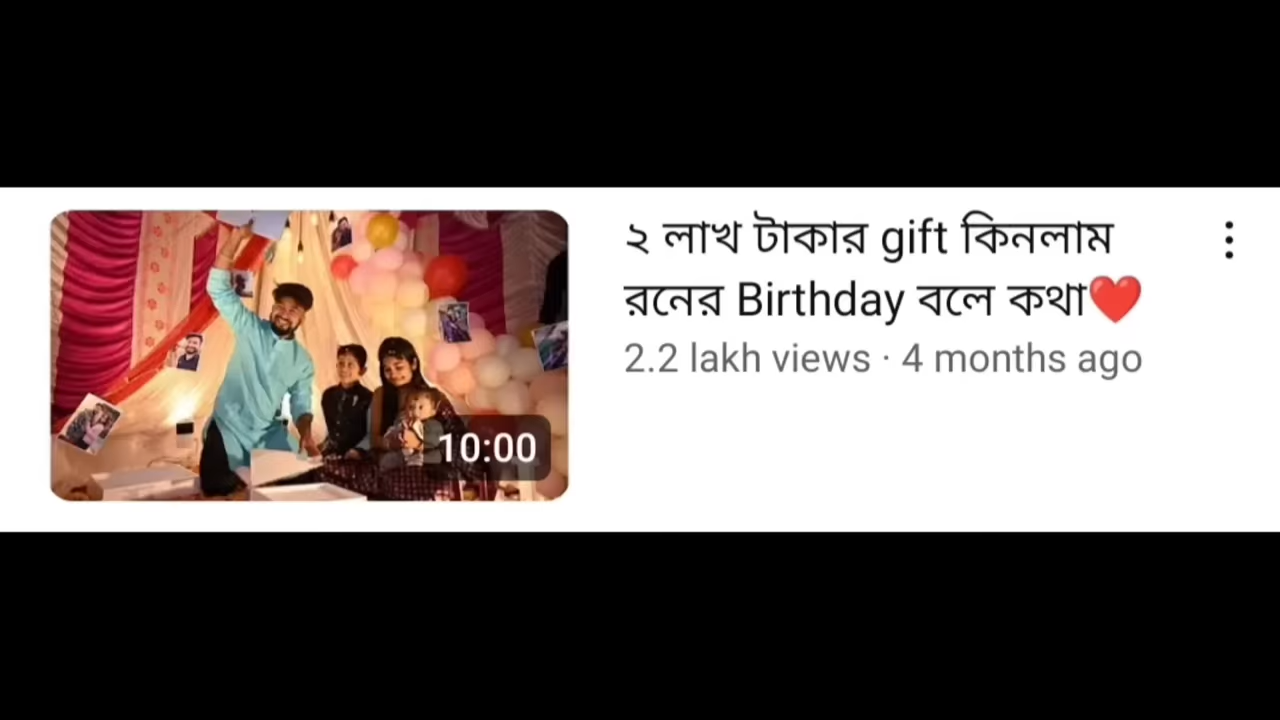 ২ লাখ টাকার gift কিনলাম
রনের Birthday বলে কথা❤️
2.2 lakh views · 4 months ago
10:00